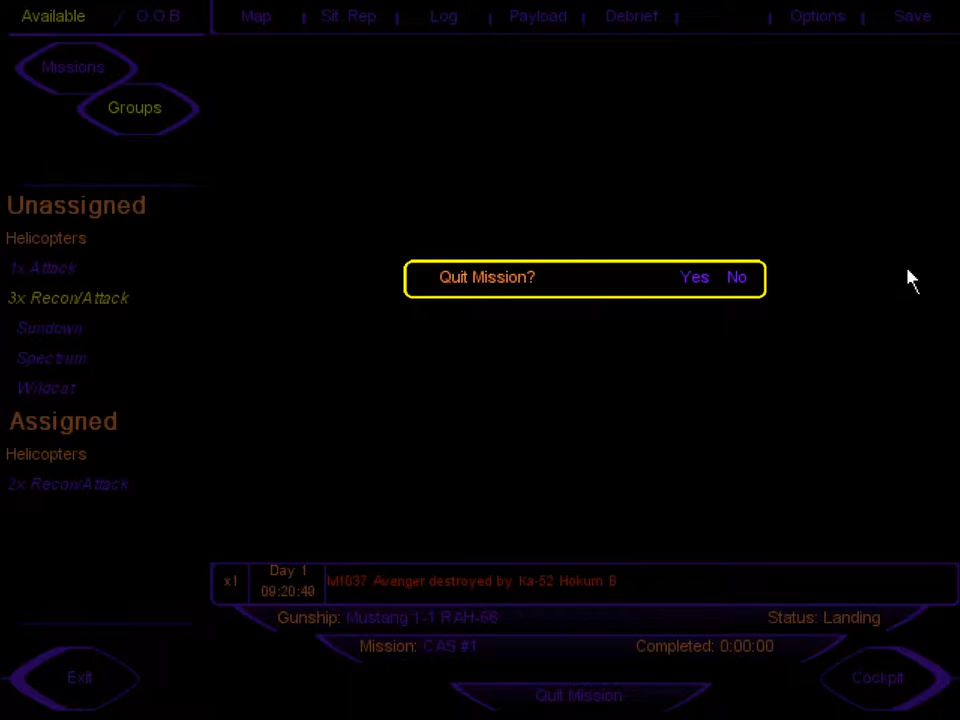 Available / O.O.B
Map | Sit. Rep. | Log | Payload | Debrief | | Options | Save
Missions
Groups
Unassigned
Helicopters
1x Attack
3x Recon/Attack
Sundown
Spectrum
Wildcat
Assigned
Helicopters
2x Recon/Attack
Quit Mission? Yes No
x1 Day 1 09:20:49 M1037 Avenger destroyed by Ka-52 Hokum B
Gunship: Mustang 1-1 RAH-66 Status: Landing
Mission: CAS #1 Completed: 0:00:00
Exit Quit Mission Cockpit